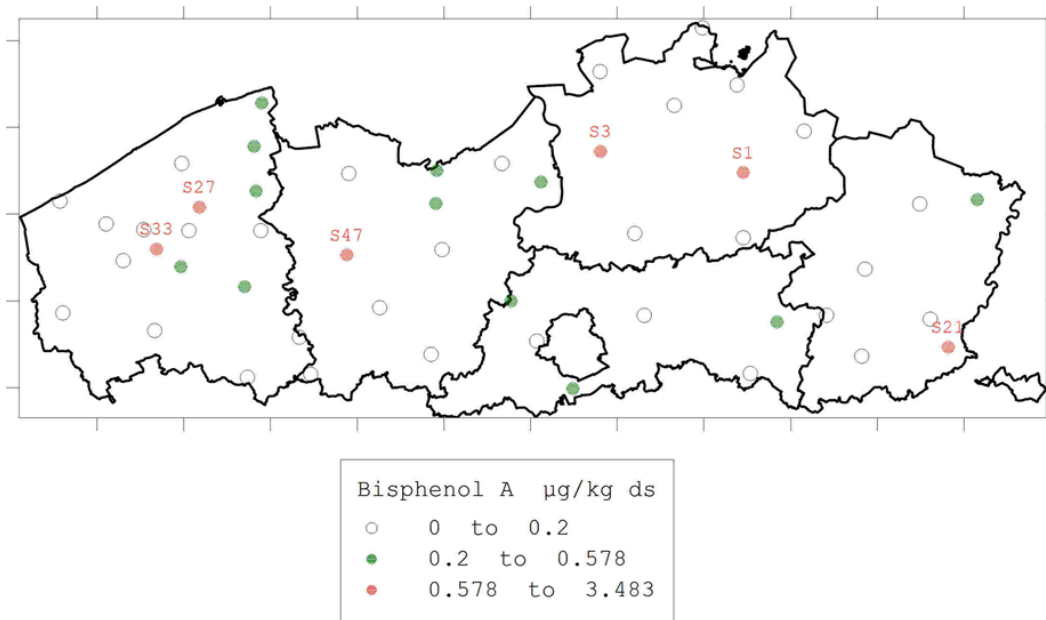 S3
S1
S27
S33
S47
S21
Bisphenol A µg/kg ds
0 to 0.2
0.2 to 0.578
0.578 to 3.483